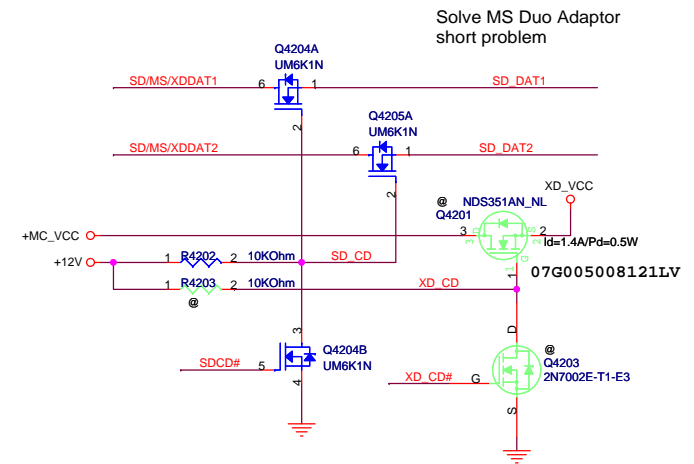 Solve MS Duo Adaptor
short problem
Q4204A
UM6K1N
SD/MS/XDDAT1
6
1
SD_DAT1
2
Q4205A
UM6K1N
SD/MS/XDDAT2
6
1
SD_DAT2
2
XD_VCC
@
NDS351AN_NL
Q4201
+MC_VCC
3
3
D
S
2
2
Id=1.4A/Pd=0.5W
G
1
1
07G005008121LV
+12V
1
R4202
2
10KOhm
SD_CD
1
R4203
2
10KOhm
XD_CD
@
3
Q4204B
UM6K1N
SDCD#
5
4
D
@
Q4203
2N7002E-T1-E3
XD_CD#
G
S